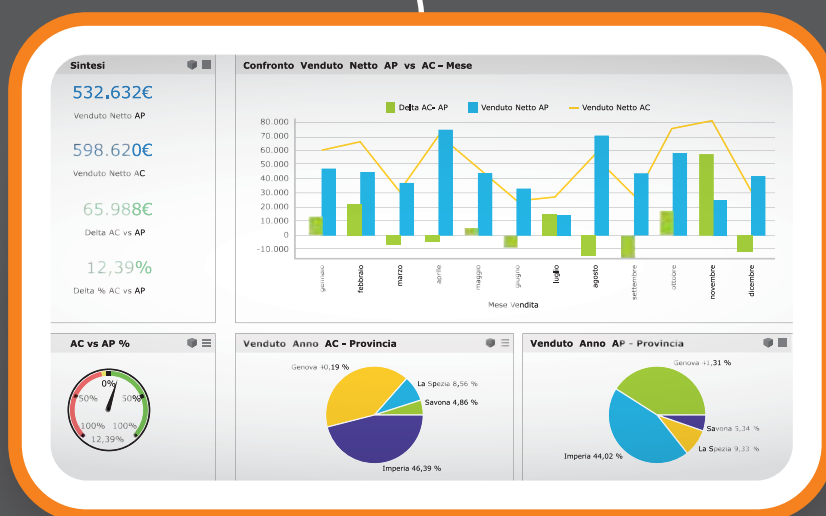 Sintesi
532.632€
Venduto Netto AP
598.620€
Venduto Netto AC
65.988€
Delta AC vs AP
12,39%
Delta % AC vs AP
Confronto Venduto Netto AP vs AC - Mese
Delta AC- AP
Venduto Netto AP
Venduto Netto AC
80.000
70.000
60.000
50.000
40.000
30.000
20.000
10.000
0
-10.000
gennaio
febbraio
marzo
aprile
maggio
giugno
luglio
agosto
settembre
ottobre
novembre
dicembre
Mese Vendita
AC vs AP %
0%
50%
50%
100%
100%
12,39%
Venduto Anno AC - Provincia
Genova 40,19 %
La Spezia 8,56 %
Savona 4,86 %
Imperia 46,39 %
Venduto Anno AP - Provincia
Genova 41,31 %
Savona 5,34 %
La Spezia 9,33 %
Imperia 44,02 %